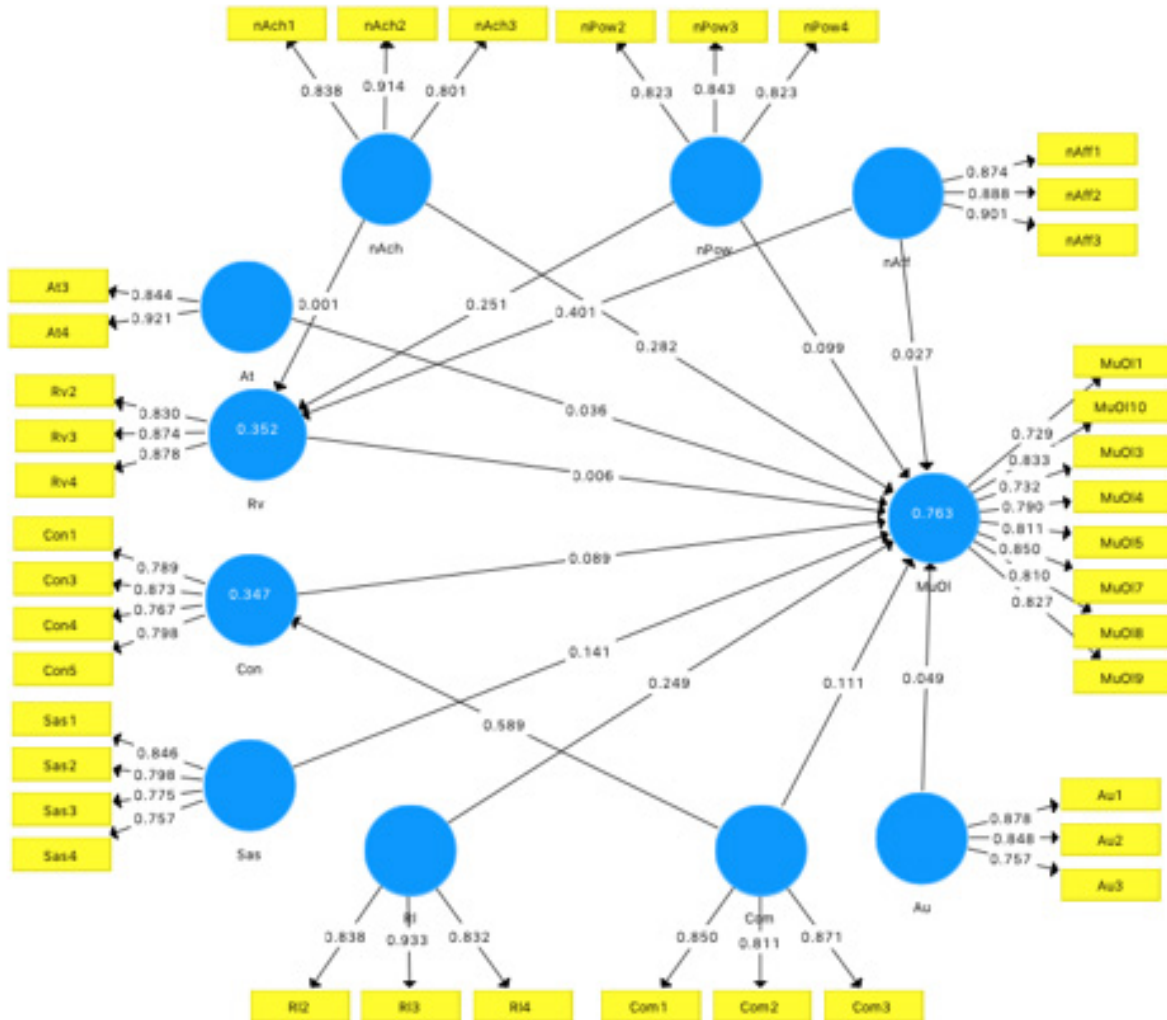 nAch1 nAch2 nAch3 nPow2 nPow3 nPow4
0.838 0.914 0.801 0.823 0.843 0.823
nAff1
0.874
0.888 nAff2
0.901
nAff3
nAch nPow nAff
At3
0.844
At4
0.921
At
0.001 0.251 0.401 0.282 0.099 0.027
Rv2
0.830
Rv3
0.874
Rv4
0.878
0.352
Rv
0.036
0.006
MuOI1
MuOI10
MuOI3
MuOI4
MuOI5
MuOI7
MuOI8
MuOI9
0.729
0.833
0.732
0.790
0.811
0.850
0.810
0.827
0.763
MuOI
Con1
0.789
Con3
0.873
Con4
0.767
Con5
0.798
0.347
Con
0.089
0.141
0.249
0.589
0.111
0.049
Sas1
0.846
Sas2
0.798
Sas3
0.775
Sas4
0.757
Sas
Rl Com Au
0.878 Au1
0.848 Au2
0.757 Au3
0.838 0.933 0.832 0.850 0.811 0.871
Rl2 Rl3 Rl4 Com1 Com2 Com3